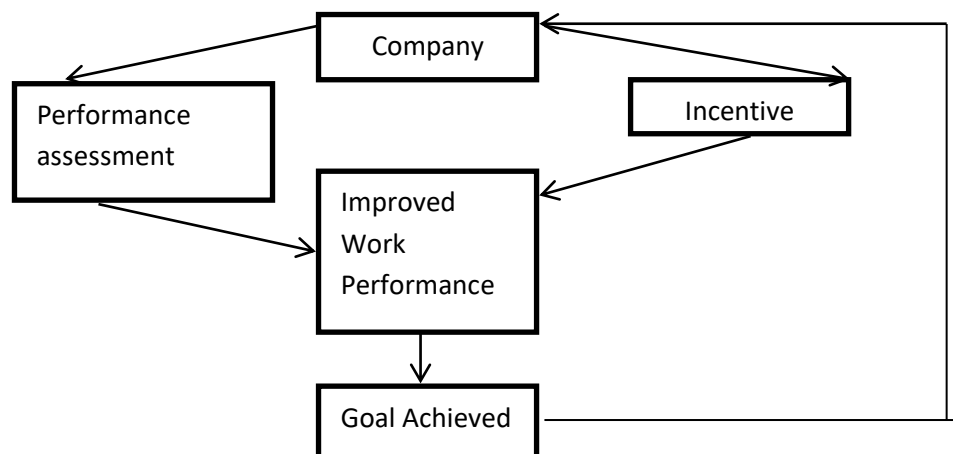 Company
Performance
assessment
Incentive
Improved
Work
Performance
Goal Achieved